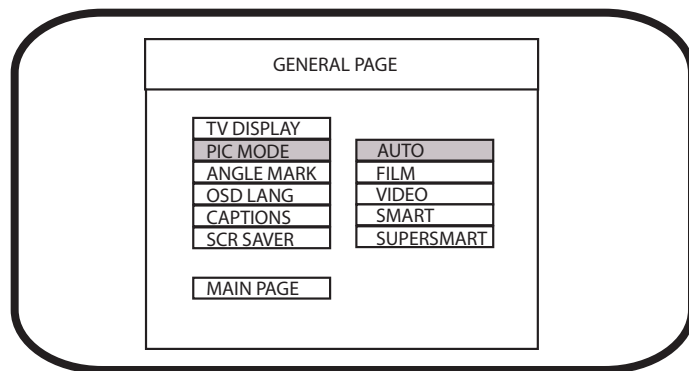 GENERAL PAGE
TV DISPLAY
PIC MODE
ANGLE MARK
OSD LANG
CAPTIONS
SCR SAVER
MAIN PAGE
AUTO
FILM
VIDEO
SMART
SUPERSMART